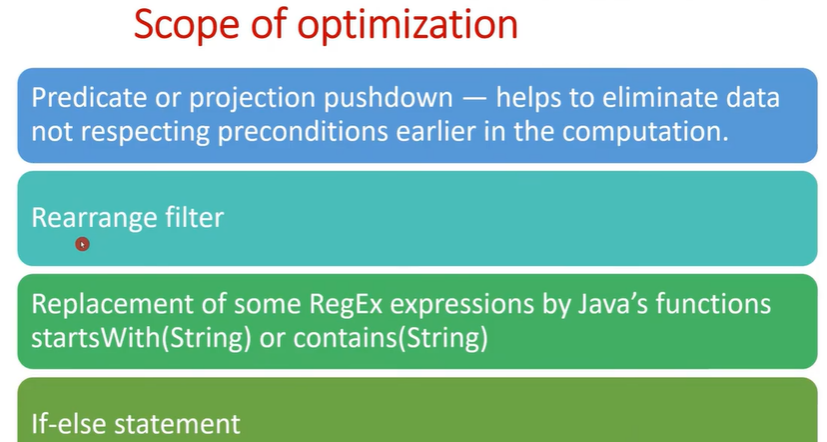 Scope of optimization
Predicate or projection pushdown — helps to eliminate data
not respecting preconditions earlier in the computation.
Rearrange filter
Replacement of some RegEx expressions by Java’s functions
startsWith(String) or contains(String)
If-else statement